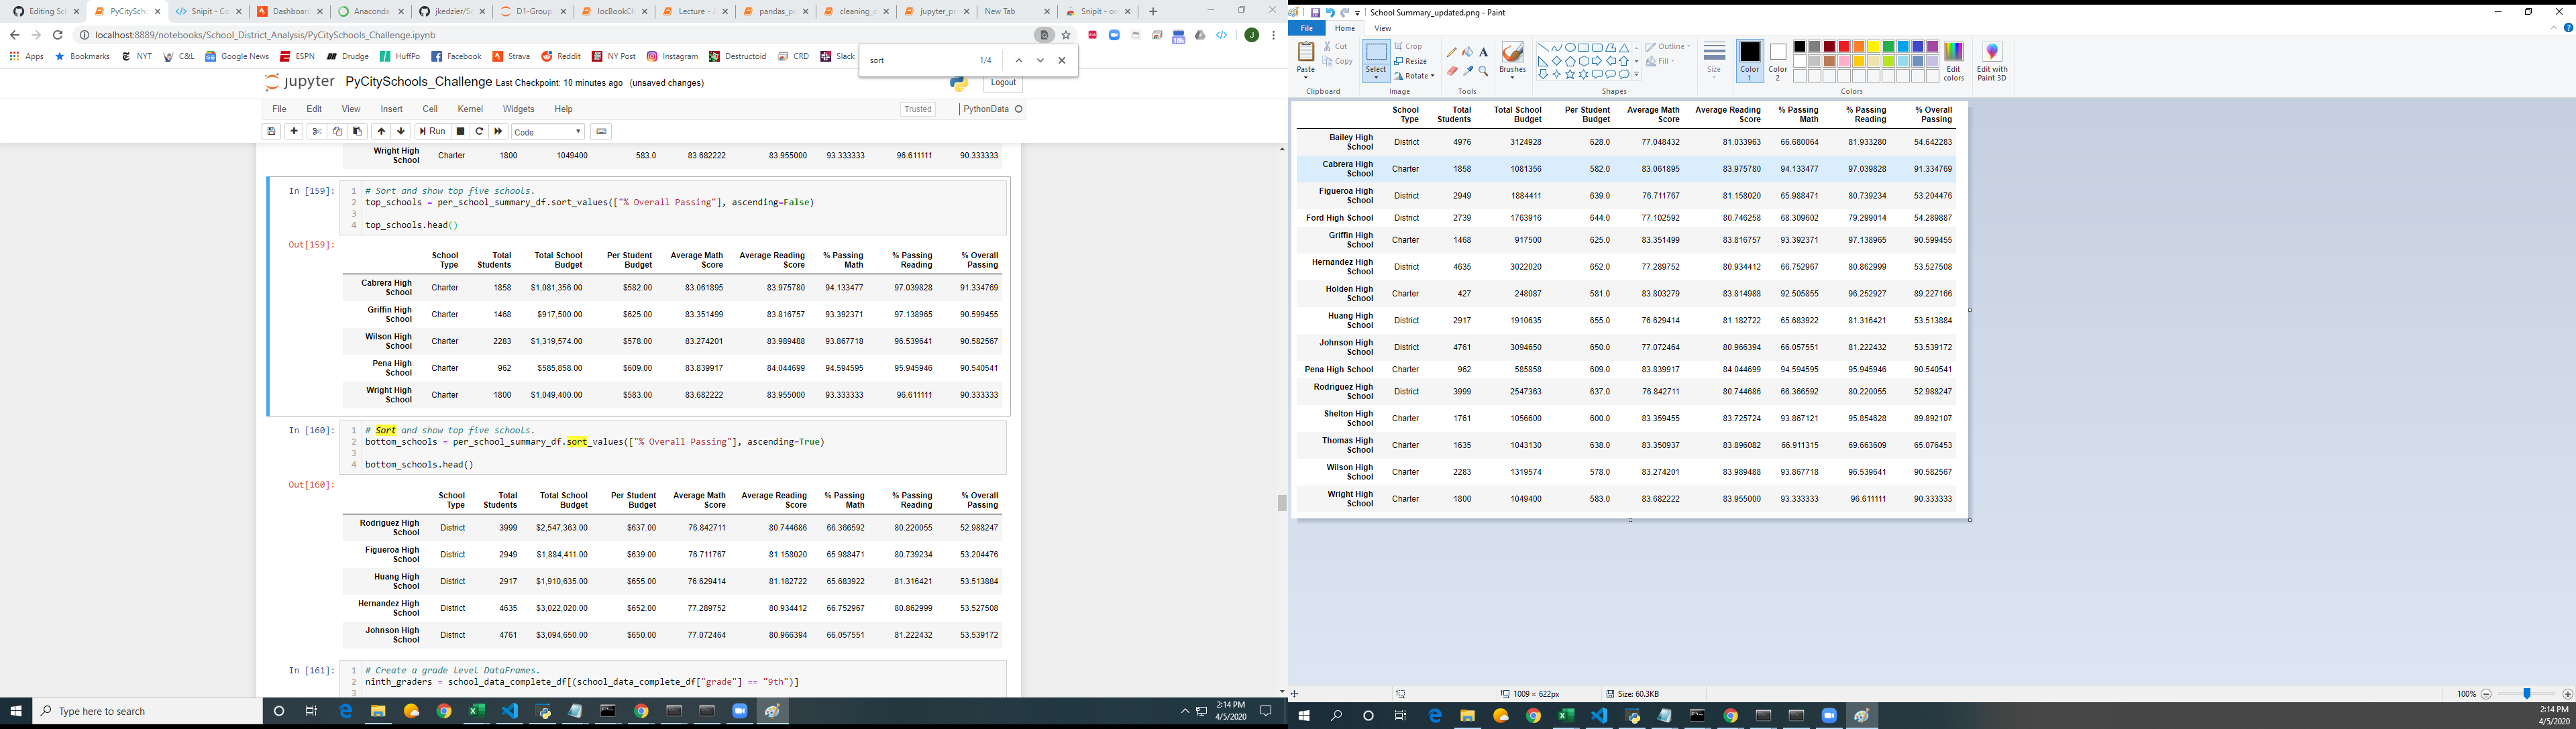 Editing Sch
PyCityScho
Snipit - Co
Dashboard
Anaconda
jkedzier/Sc
D1-Group-
locBookCh
Lecture -
pandas_p
cleaning_d
jupyter_p
New Tab
Snipit - on
localhost:8889/notebooks/School_District_Analysis/PyCitySchools_Challenge.ipynb
Apps Bookmarks NYT C&L Google News ESPN Drudge HuffPo Facebook Strava Reddit NY Post Instagram Destructoid CRD Slack
sort 1/4
jupyter PyCitySchools_Challenge Last Checkpoint: 10 minutes ago (unsaved changes) Logout
File Edit View Insert Cell Kernel Widgets Help Trusted PythonData
Run Code
Wright High School Charter 1800 1049400 583.0 83.682222 83.955000 93.333333 96.611111 90.333333
In [159]:
1 # Sort and show top five schools.
2 top_schools = per_school_summary_df.sort_values(["% Overall Passing"], ascending=False)
3
4 top_schools.head()
Out[159]:
School Type Total Students Total School Budget Per Student Budget Average Math Score Average Reading Score % Passing Math % Passing Reading % Overall Passing
Cabrera High School Charter 1858 $1,081,356.00 $582.00 83.061895 83.975780 94.133477 97.039828 91.334769
Griffin High School Charter 1468 $917,500.00 $625.00 83.351499 83.816757 93.392371 97.138965 90.599455
Wilson High School Charter 2283 $1,319,574.00 $578.00 83.274201 83.989488 93.867718 96.539641 90.582567
Pena High School Charter 962 $585,858.00 $609.00 83.839917 84.044699 94.594595 95.945946 90.540541
Wright High School Charter 1800 $1,049,400.00 $583.00 83.682222 83.955000 93.333333 96.611111 90.333333
In [160]:
1 # Sort and show top five schools.
2 bottom_schools = per_school_summary_df.sort_values(["% Overall Passing"], ascending=True)
3
4 bottom_schools.head()
Out[160]:
School Type Total Students Total School Budget Per Student Budget Average Math Score Average Reading Score % Passing Math % Passing Reading % Overall Passing
Rodriguez High School District 3999 $2,547,363.00 $637.00 76.842711 80.744686 66.366592 80.220055 52.988247
Figueroa High School District 2949 $1,884,411.00 $639.00 76.711767 81.158020 65.988471 80.739234 53.204476
Huang High School District 2917 $1,910,635.00 $655.00 76.629414 81.182722 65.683922 81.316421 53.513884
Hernandez High School District 4635 $3,022,020.00 $652.00 77.289752 80.934412 66.752967 80.862999 53.527508
Johnson High School District 4761 $3,094,650.00 $650.00 77.072464 80.966394 66.057551 81.222432 53.539172
In [161]:
1 # Create a grade level DataFrames.
2 ninth_graders = school_data_complete_df[(school_data_complete_df["grade"] == "9th")]
3
Type here to search
2:14 PM
4/5/2020
School Summary_updated.png - Paint
File Home View
Paste Cut Copy Select Crop Resize Rotate Brushes Outline Fill Size Color 1 Color 2 Edit colors Edit with Paint 3D
Clipboard Image Tools Shapes Colors
School Type Total Students Total School Budget Per Student Budget Average Math Score Average Reading Score % Passing Math % Passing Reading % Overall Passing
Bailey High School District 4976 3124928 628.0 77.048432 81.033963 66.680064 81.933280 54.642283
Cabrera High School Charter 1858 1081356 582.0 83.061895 83.975780 94.133477 97.039828 91.334769
Figueroa High School District 2949 1884411 639.0 76.711767 81.158020 65.988471 80.739234 53.204476
Ford High School District 2739 1763916 644.0 77.102592 80.746258 68.309602 79.299014 54.289887
Griffin High School Charter 1468 917500 625.0 83.351499 83.816757 93.392371 97.138965 90.599455
Hernandez High School District 4635 3022020 652.0 77.289752 80.934412 66.752967 80.862999 53.527508
Holden High School Charter 427 248087 581.0 83.803279 83.814988 92.505855 96.252927 89.227166
Huang High School District 2917 1910635 655.0 76.629414 81.182722 65.683922 81.316421 53.513884
Johnson High School District 4761 3094650 650.0 77.072464 80.966394 66.057551 81.222432 53.539172
Pena High School Charter 962 585858 609.0 83.839917 84.044699 94.594595 95.945946 90.540541
Rodriguez High School District 3999 2547363 637.0 76.842711 80.744686 66.366592 80.220055 52.988247
Shelton High School Charter 1761 1056600 600.0 83.359455 83.725724 93.867121 95.854628 89.892107
Thomas High School Charter 1635 1043130 638.0 83.350937 83.896082 66.911315 69.663609 65.076453
Wilson High School Charter 2283 1319574 578.0 83.274201 83.989488 93.867718 96.539641 90.582567
Wright High School Charter 1800 1049400 583.0 83.682222 83.955000 93.333333 96.611111 90.333333
1009 × 622px Size: 60.3KB 100%
2:14 PM
4/5/2020